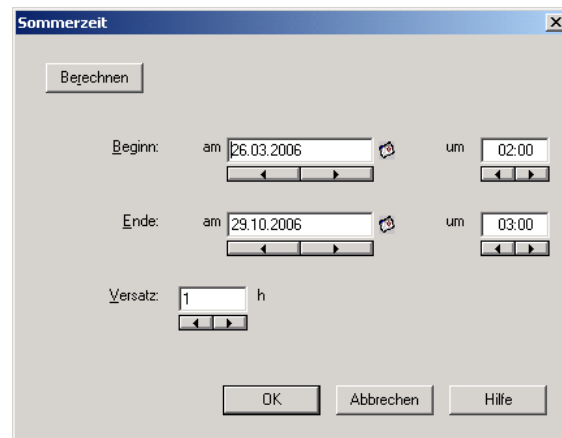 Sommerzeit
Berechnen
Beginn: am 26.03.2006 um 02:00
Ende: am 29.10.2006 um 03:00
Versatz: 1 h
OK Abbrechen Hilfe